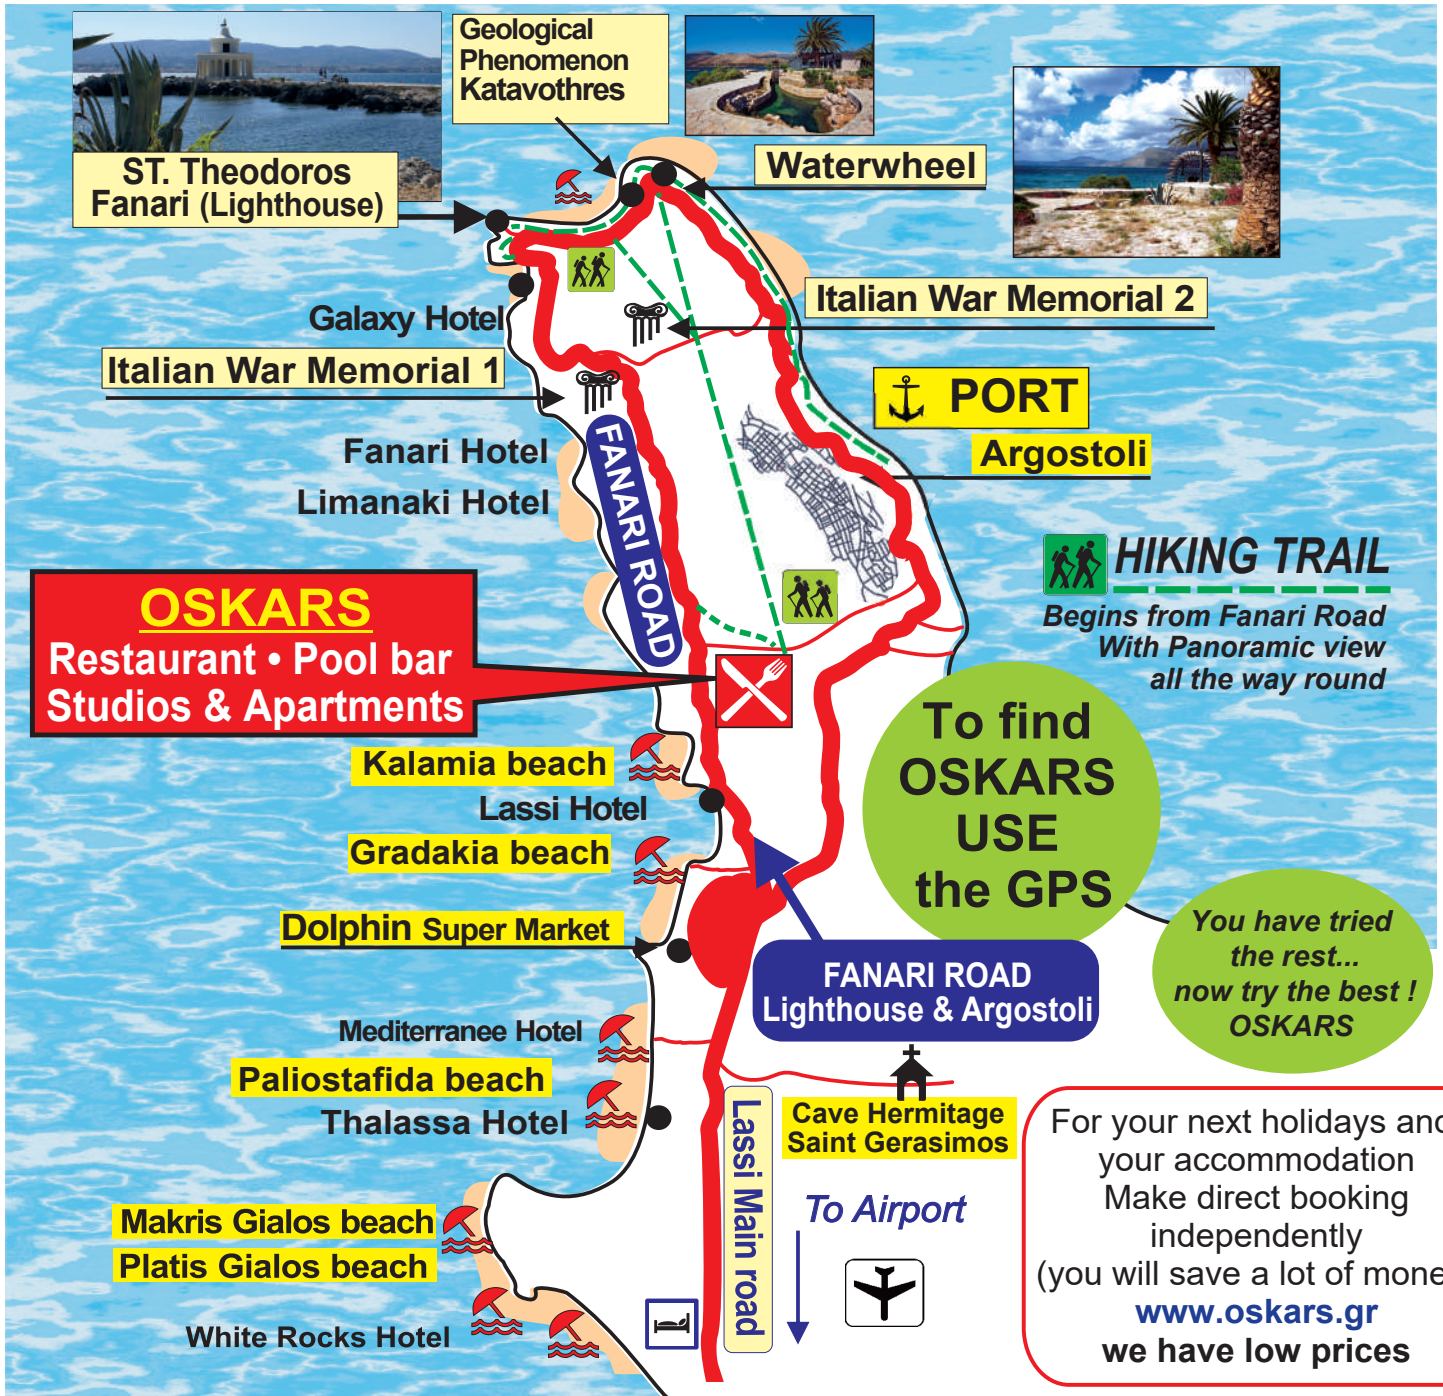 Geological
Phenomenon
Katavothres
ST. Theodoros
Fanari (Lighthouse)
Waterwheel
Italian War Memorial 2
Galaxy Hotel
Italian War Memorial 1
PORT
Argostoli
Fanari Hotel
Limanaki Hotel
FANARI ROAD
HIKING TRAIL
Begins from Fanari Road
With Panoramic view
all the way round
OSKARS
Restaurant • Pool bar
Studios & Apartments
To find
OSKARS
USE
the GPS
Kalamia beach
Lassi Hotel
Gradakia beach
Dolphin Super Market
You have tried
the rest...
now try the best !
OSKARS
FANARI ROAD
Lighthouse & Argostoli
Mediterranee Hotel
Paliostafida beach
Thalassa Hotel
Cave Hermitage
Saint Gerasimos
Lassi Main road
To Airport
Makris Gialos beach
Platis Gialos beach
White Rocks Hotel
For your next holidays and
your accommodation
Make direct booking
independently
(you will save a lot of mone
www.oskars.gr
we have low prices